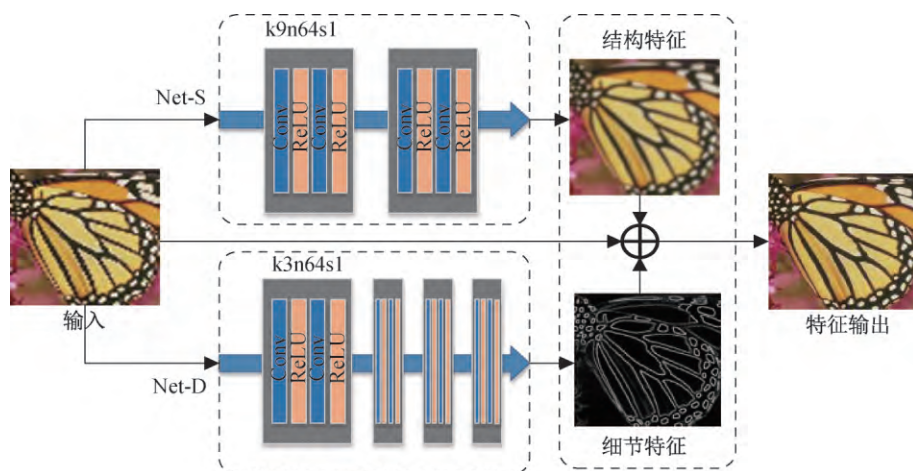 k9n64s1
结构特征
Net-S
Conv
ReLU
Conv
ReLU
Conv
ReLU
Conv
ReLU
输入
特征输出
k3n64s1
Net-D
Conv
ReLU
Conv
ReLU
细节特征